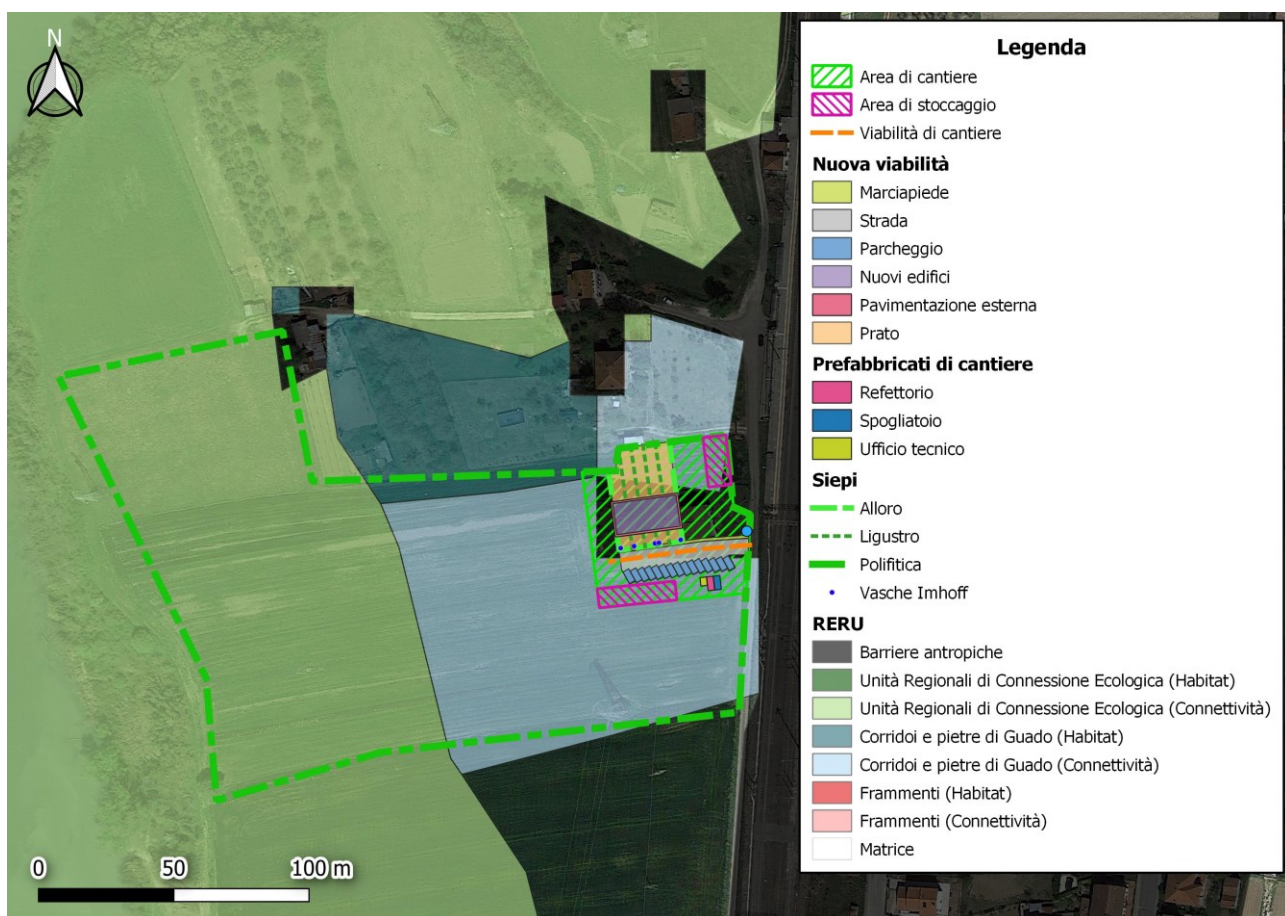 N
Legenda
Area di cantiere
Area di stoccaggio
Viabilità di cantiere
Nuova viabilità
Marciapiede
Strada
Parcheggio
Nuovi edifici
Pavimentazione esterna
Prato
Prefabbricati di cantiere
Refettorio
Spogliatoio
Ufficio tecnico
Siepi
Alloro
Ligustro
Polifitica
Vasche Imhoff
RERU
Barriere antropiche
Unità Regionali di Connessione Ecologica (Habitat)
Unità Regionali di Connessione Ecologica (Connettività)
Corridoi e pietre di Guado (Habitat)
Corridoi e pietre di Guado (Connettività)
Frammenti (Habitat)
Frammenti (Connettività)
Matrice
0 50 100 m